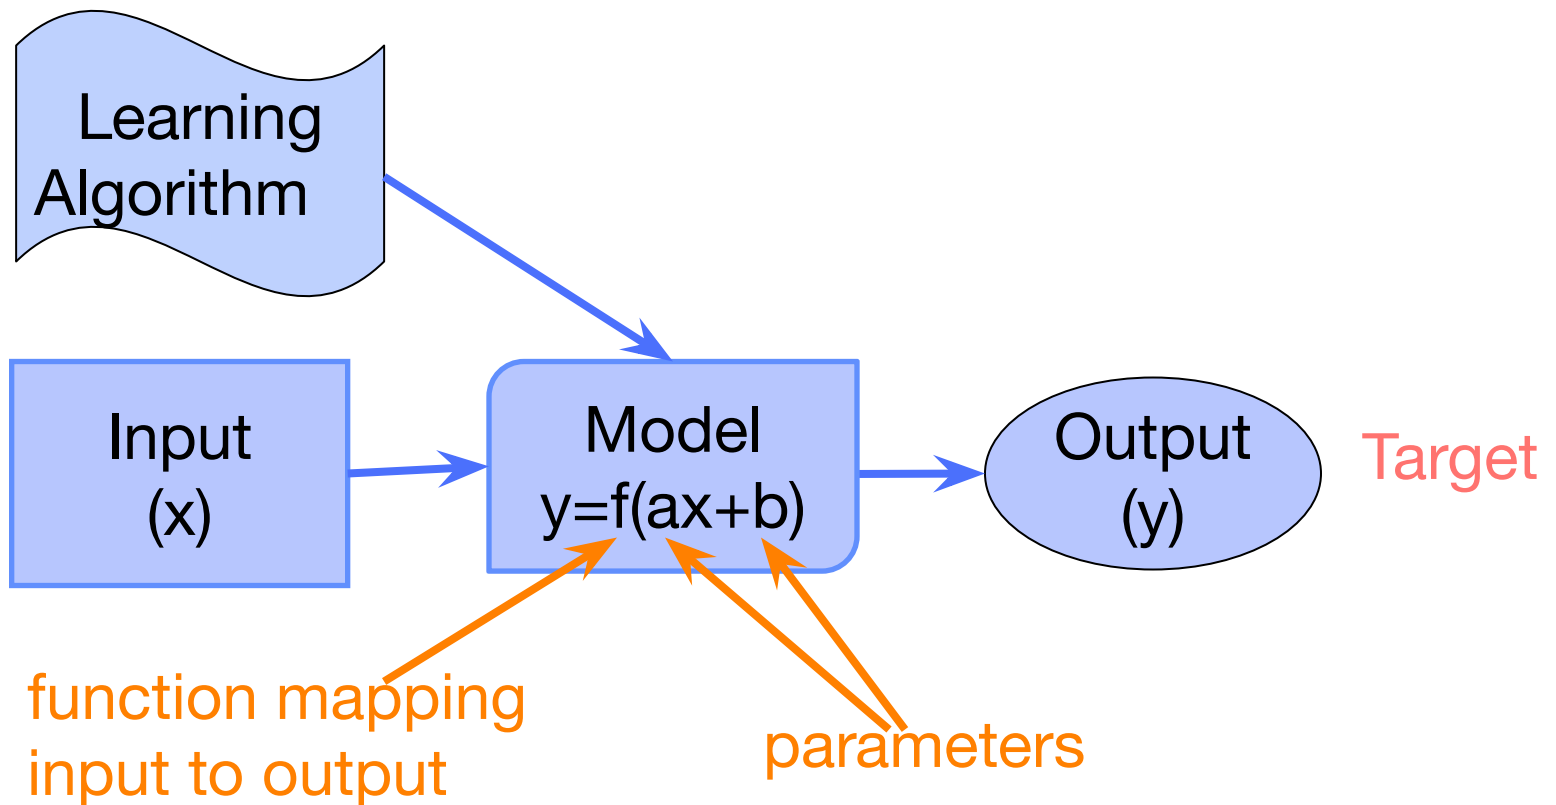 Learning
Algorithm
Input
(x)
Model
y=f(ax+b)
Output
(y)
Target
function mapping
input to output
parameters